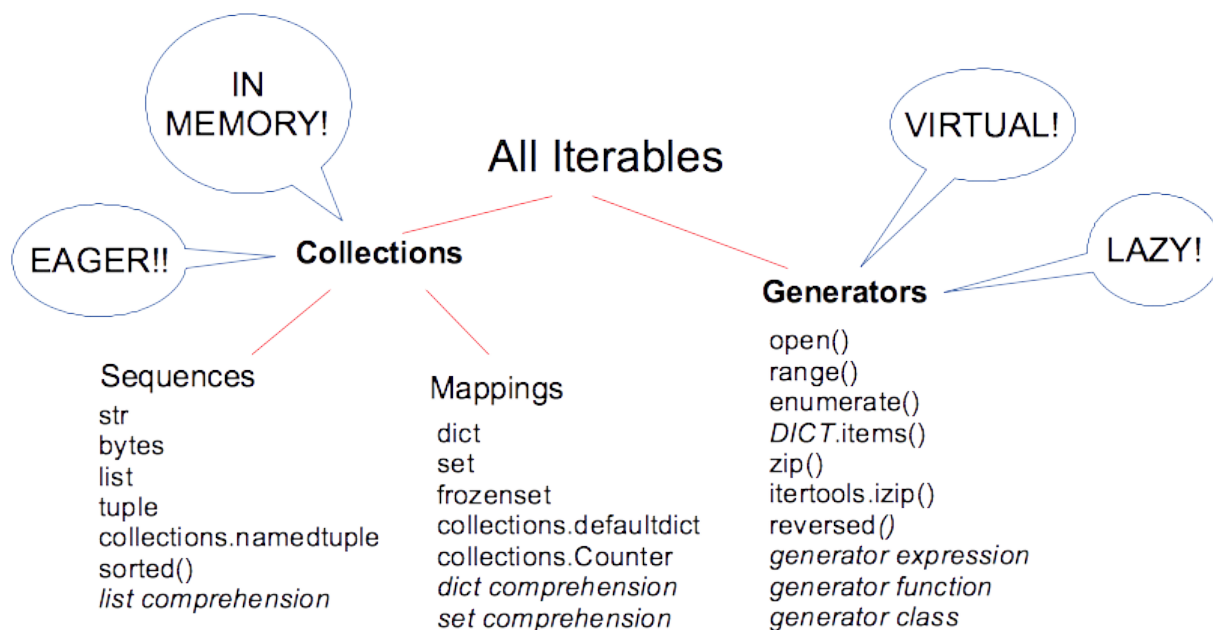 IN
MEMORY!
VIRTUAL!
All Iterables
EAGER!!
Collections
LAZY!
Generators
Sequences
str
bytes
list
tuple
collections.namedtuple
sorted()
list comprehension
Mappings
dict
set
frozenset
collections.defaultdict
collections.Counter
dict comprehension
set comprehension
open()
range()
enumerate()
DICT.items()
zip()
itertools.izip()
reversed()
generator expression
generator function
generator class